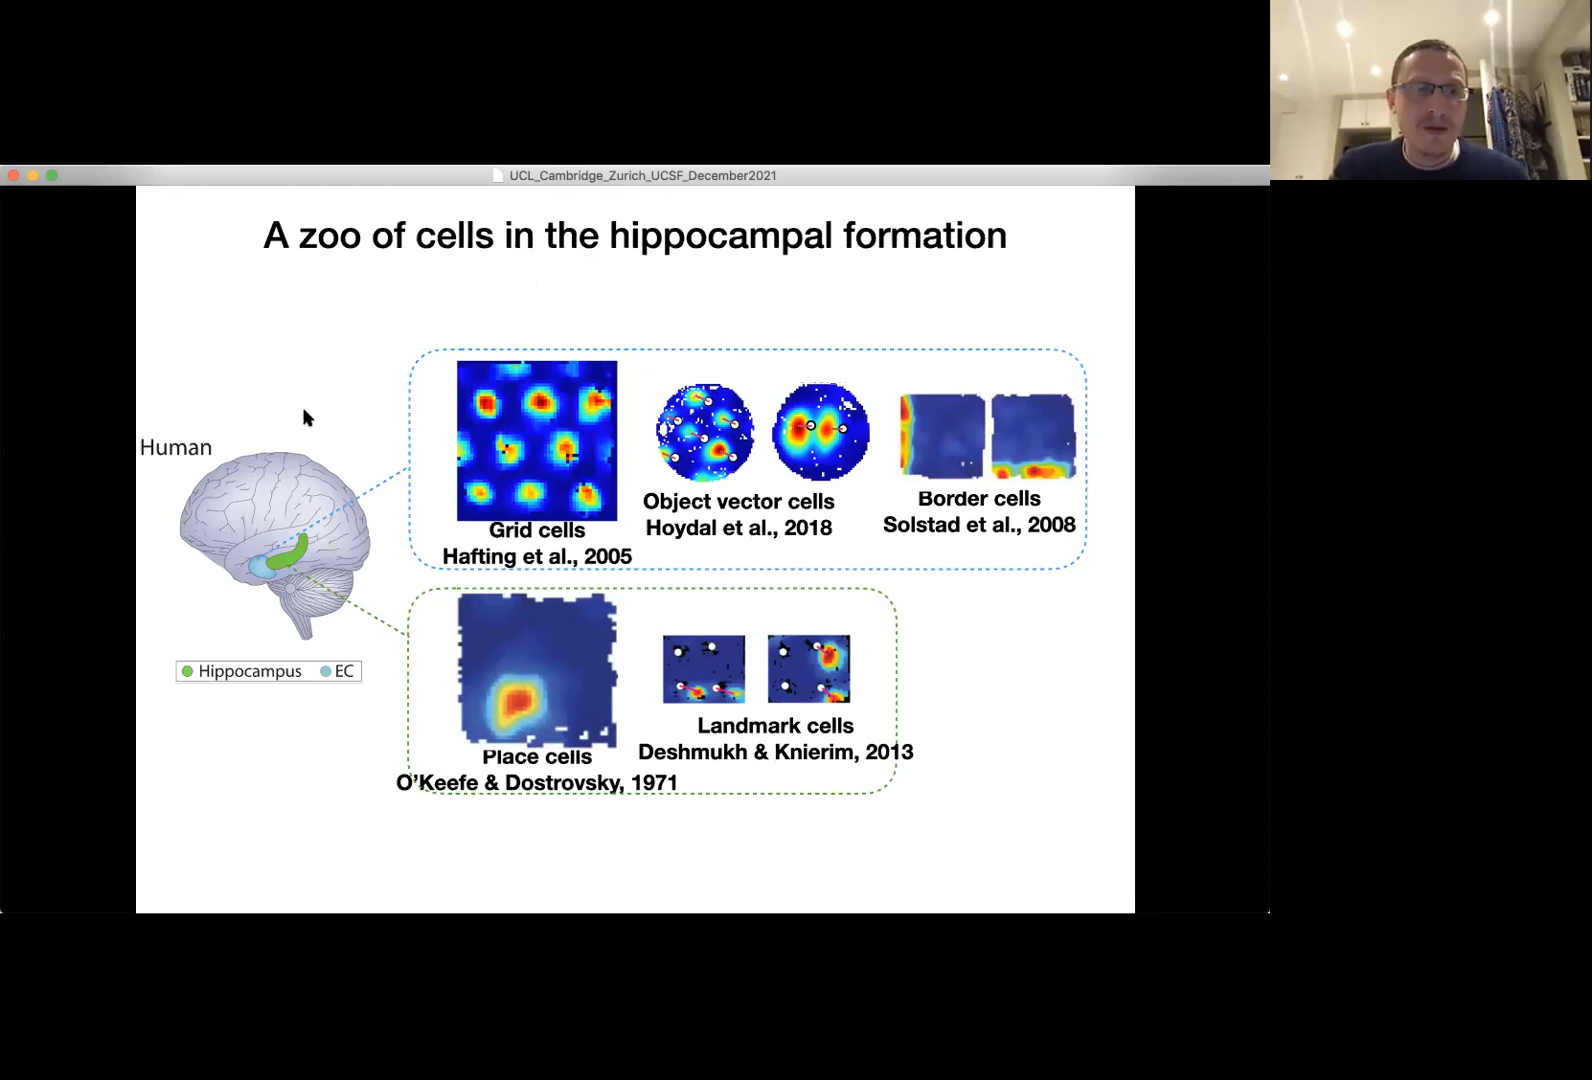 UCL_Cambridge_Zurich_UCSF_December2021
A zoo of cells in the hippocampal formation
Human
Grid cells
Hafting et al., 2005
Object vector cells
Hoydal et al., 2018
Border cells
Solstad et al., 2008
Hippocampus EC
Place cells
O'Keefe & Dostrovsky, 1971
Landmark cells
Deshmukh & Knierim, 2013